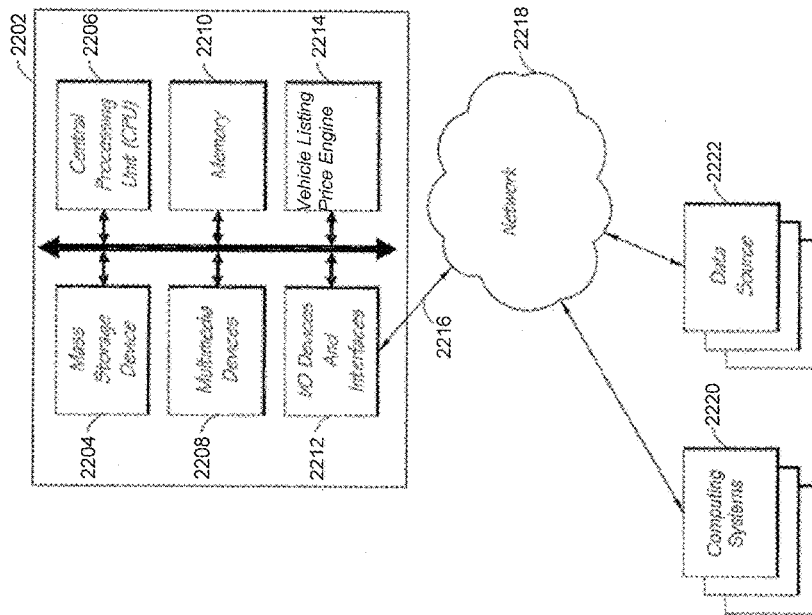 2202
2206
Central
Processing
Unit (CPU)
2210
Memory
2214
Vehicle Listing
Price Engine
2204
Mass
Storage
Device
2208
Multimedia
Devices
2212
I/O Devices
And
Interfaces
2216
2218
Network
2220
Computing
Systems
2222
Data
Source